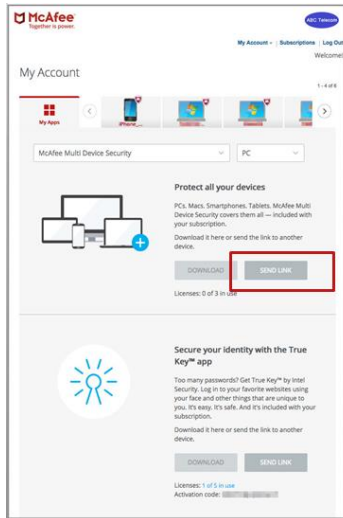 McAfee
Together is power.
ABC Telecom
My Account | Subscriptions | Log Out
Welcome
My Account
1 - 4 of 8
My Apps
iPhone_...
McAfee Multi Device Security
PC
Protect all your devices
PCs. Macs. Smartphones. Tablets. McAfee Multi
Device Security covers them all — included with
your subscription.
Download it here or send the link to another
device.
DOWNLOAD
SEND LINK
Licenses: 0 of 3 in use
Secure your identity with the True
Key™ app
Too many passwords? Get True Key™ by Intel
Security. Log in to your favorite websites using
your face and other things that are unique to
you. It's easy. It's safe. And it's included with your
subscription.
Download it here or send the link to another
device.
DOWNLOAD
SEND LINK
Licenses: 1 of 5 in use
Activation code: